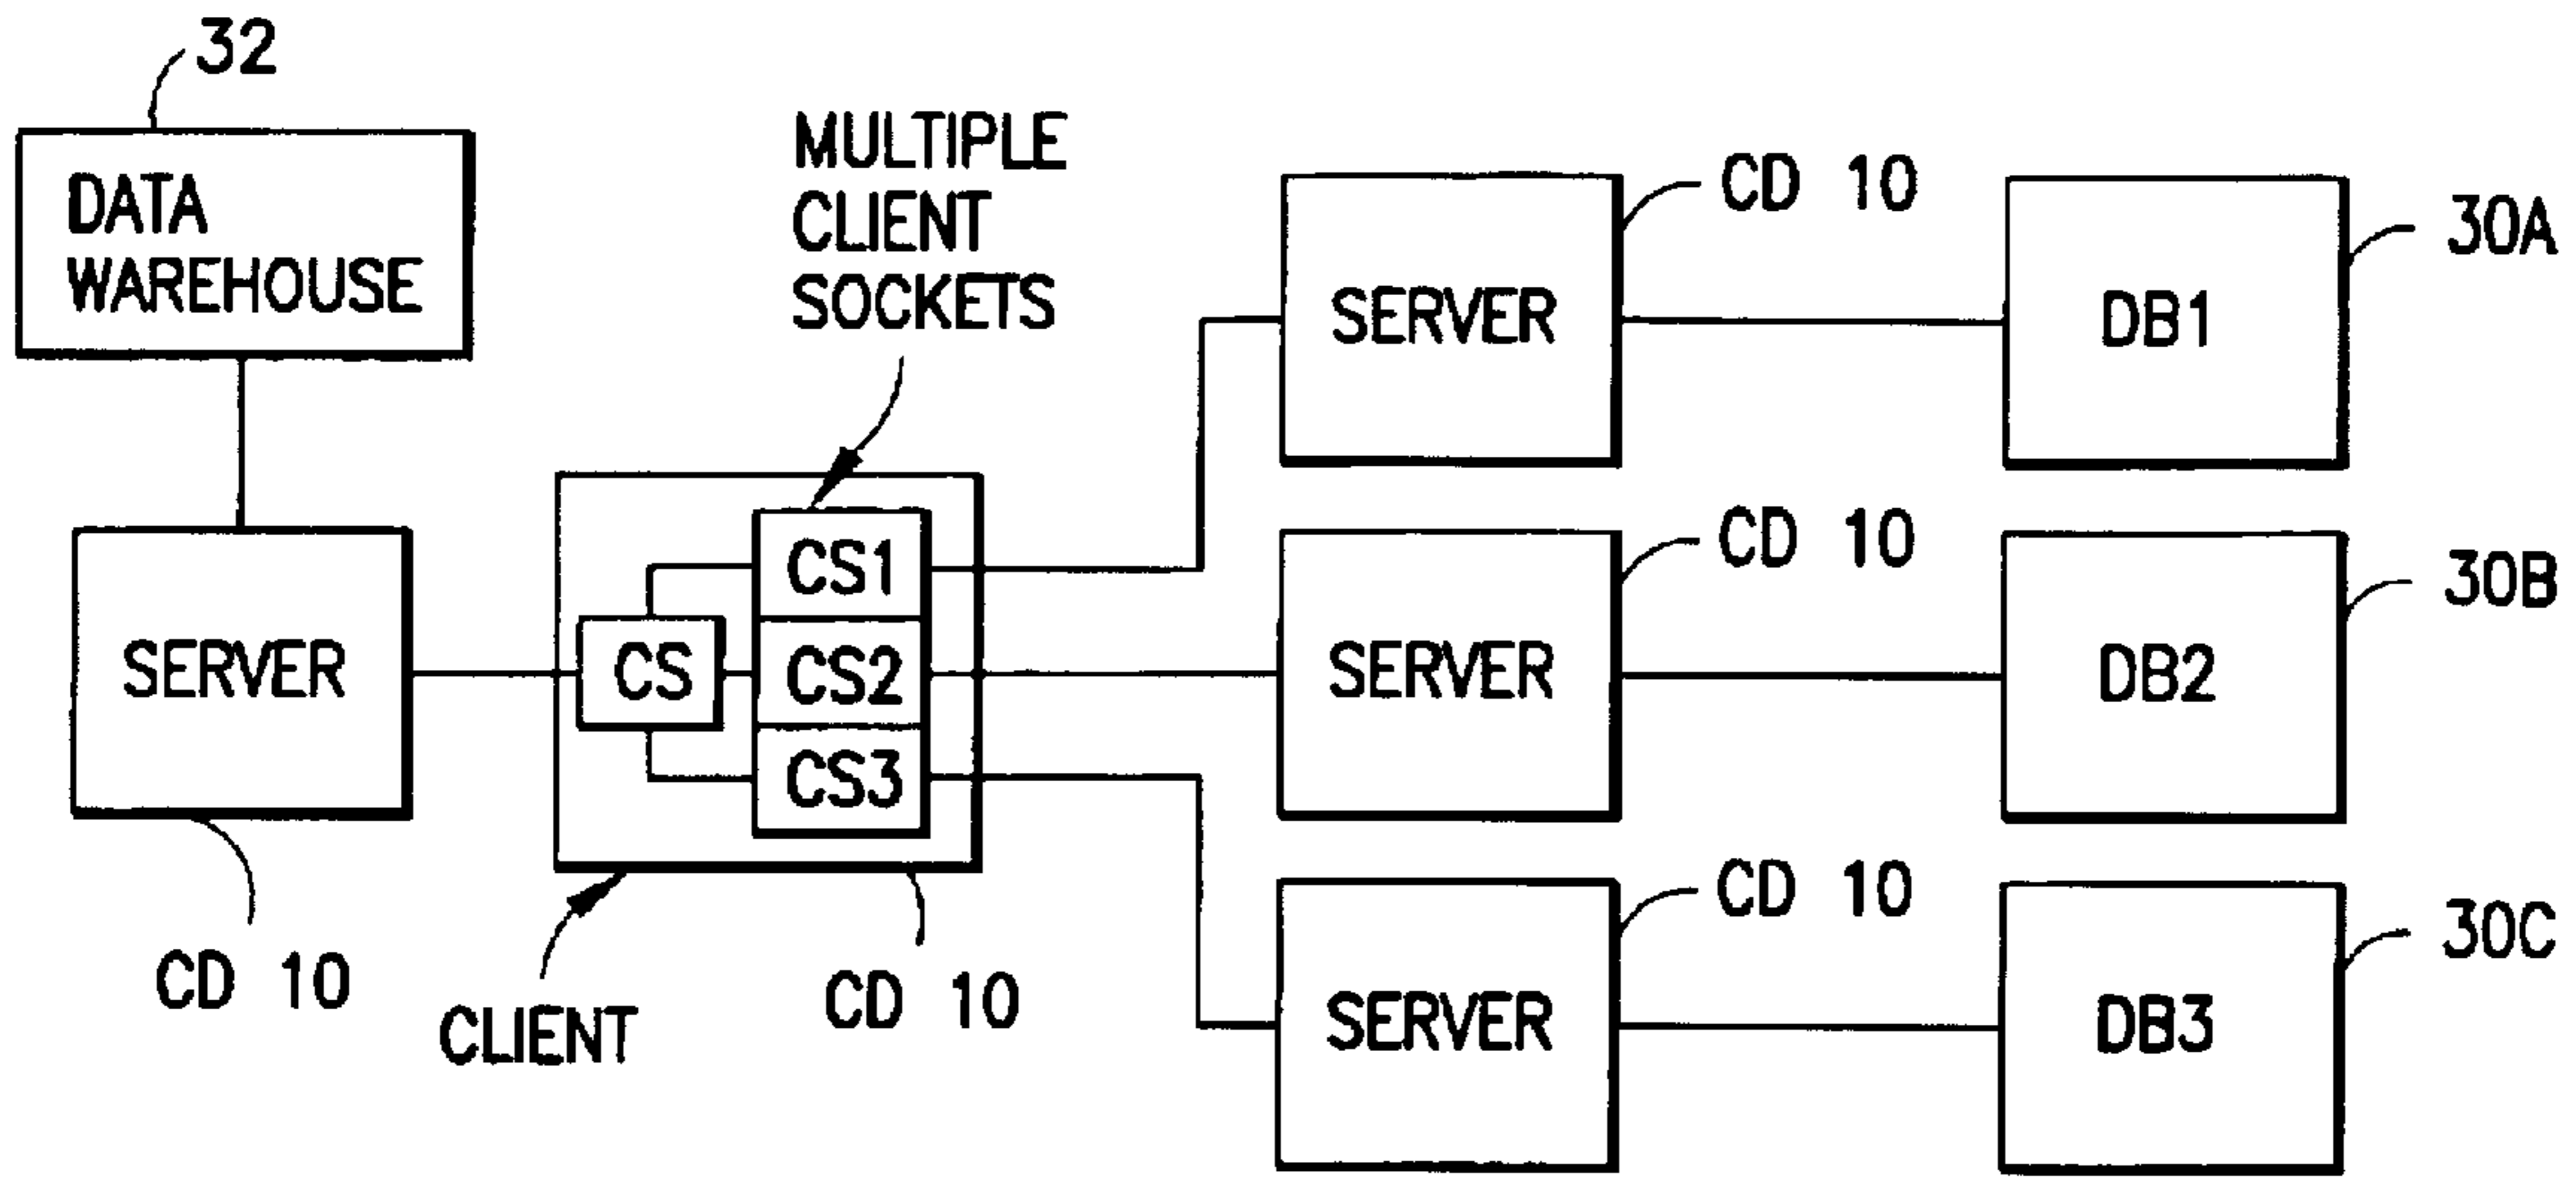 32
DATA
WAREHOUSE
MULTIPLE
CLIENT
SOCKETS
SERVER
CD 10
CLIENT
CD 10
CS
CS1
CS2
CS3
SERVER
CD 10
DB1
30A
SERVER
CD 10
DB2
30B
SERVER
CD 10
DB3
30C